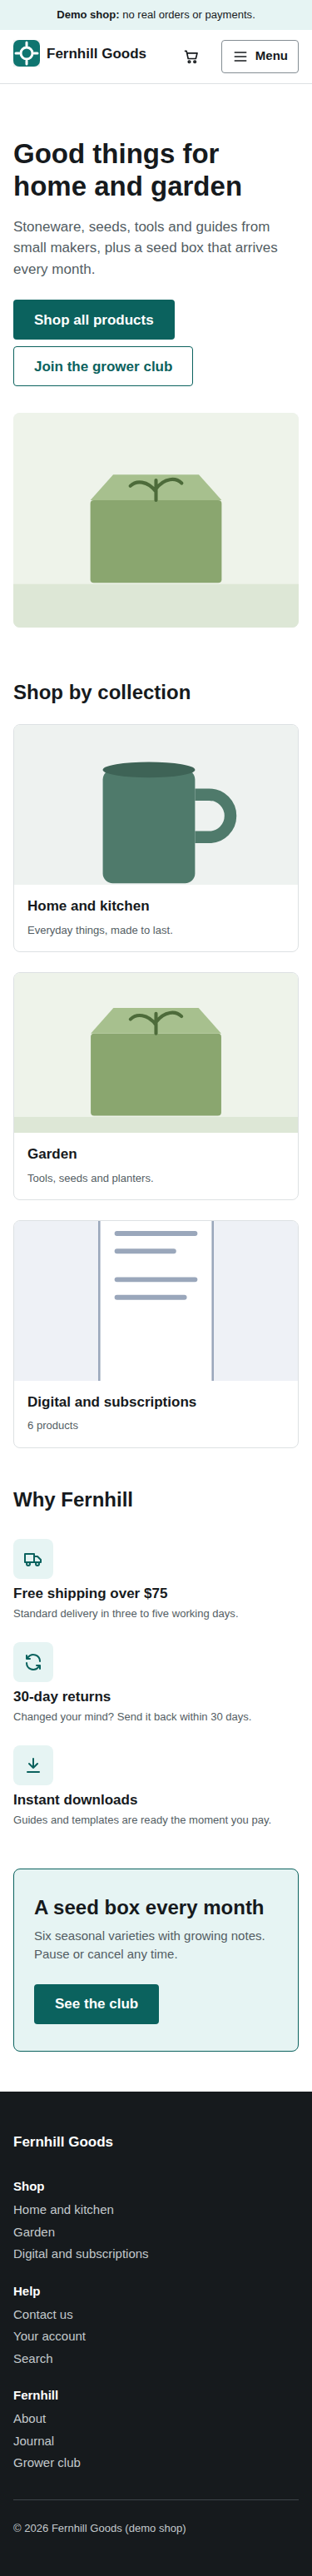 Demo shop: no real orders or payments.
Fernhill Goods
Menu
Good things for
home and garden
Stoneware, seeds, tools and guides from
small makers, plus a seed box that arrives
every month.
Shop all products
Join the grower club
Shop by collection
Home and kitchen
Everyday things, made to last.
Garden
Tools, seeds and planters.
Digital and subscriptions
6 products
Why Fernhill
Free shipping over $75
Standard delivery in three to five working days.
30-day returns
Changed your mind? Send it back within 30 days.
Instant downloads
Guides and templates are ready the moment you pay.
A seed box every month
Six seasonal varieties with growing notes.
Pause or cancel any time.
See the club
Fernhill Goods
Shop
Home and kitchen
Garden
Digital and subscriptions
Help
Contact us
Your account
Search
Fernhill
About
Journal
Grower club
© 2026 Fernhill Goods (demo shop)